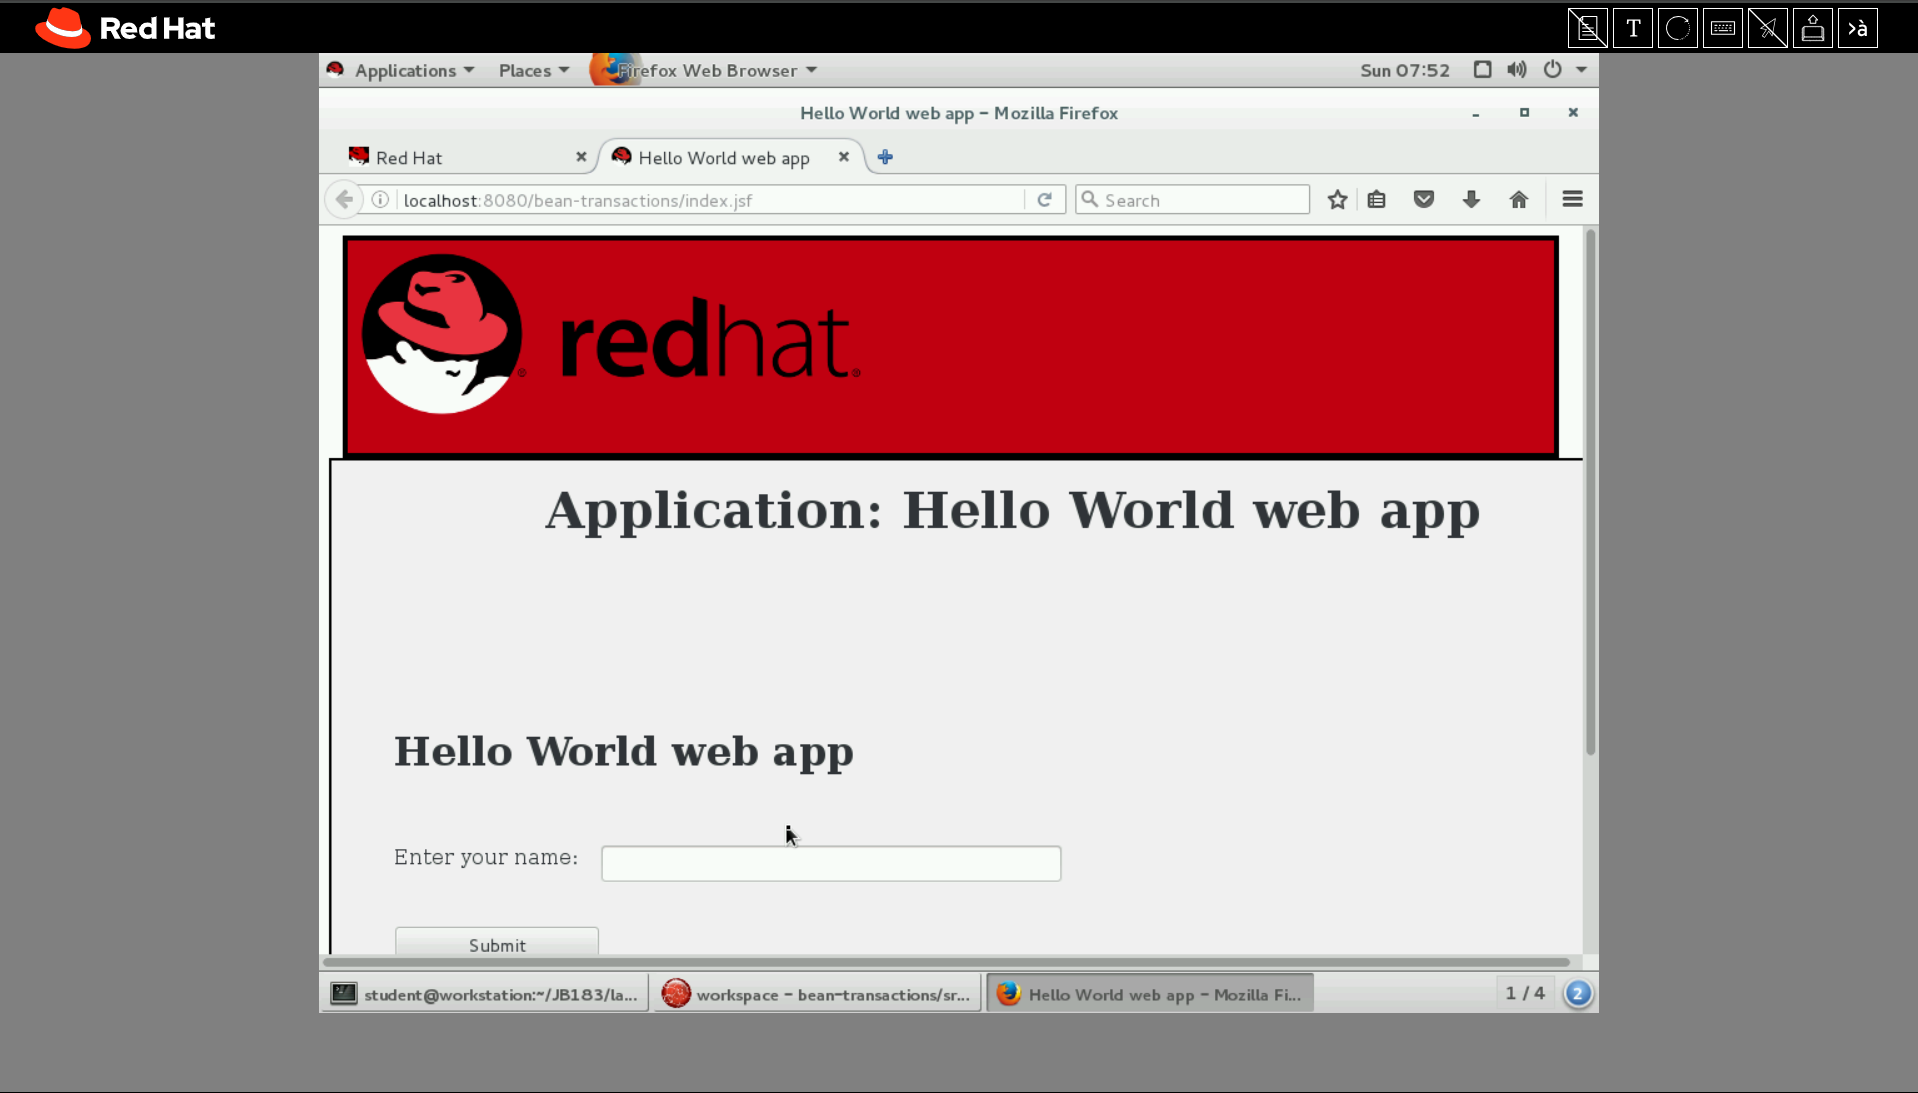 Red Hat
T
>à
Applications Places Firefox Web Browser Sun 07:52
Hello World web app – Mozilla Firefox
Red Hat Hello World web app
localhost:8080/bean-transactions/index.jsf Search
redhat
Application: Hello World web app
Hello World web app
Enter your name:
Submit
student@workstation:~/JB183/la... workspace – bean-transactions/sr... Hello World web app – Mozilla Fi... 1 / 4 2